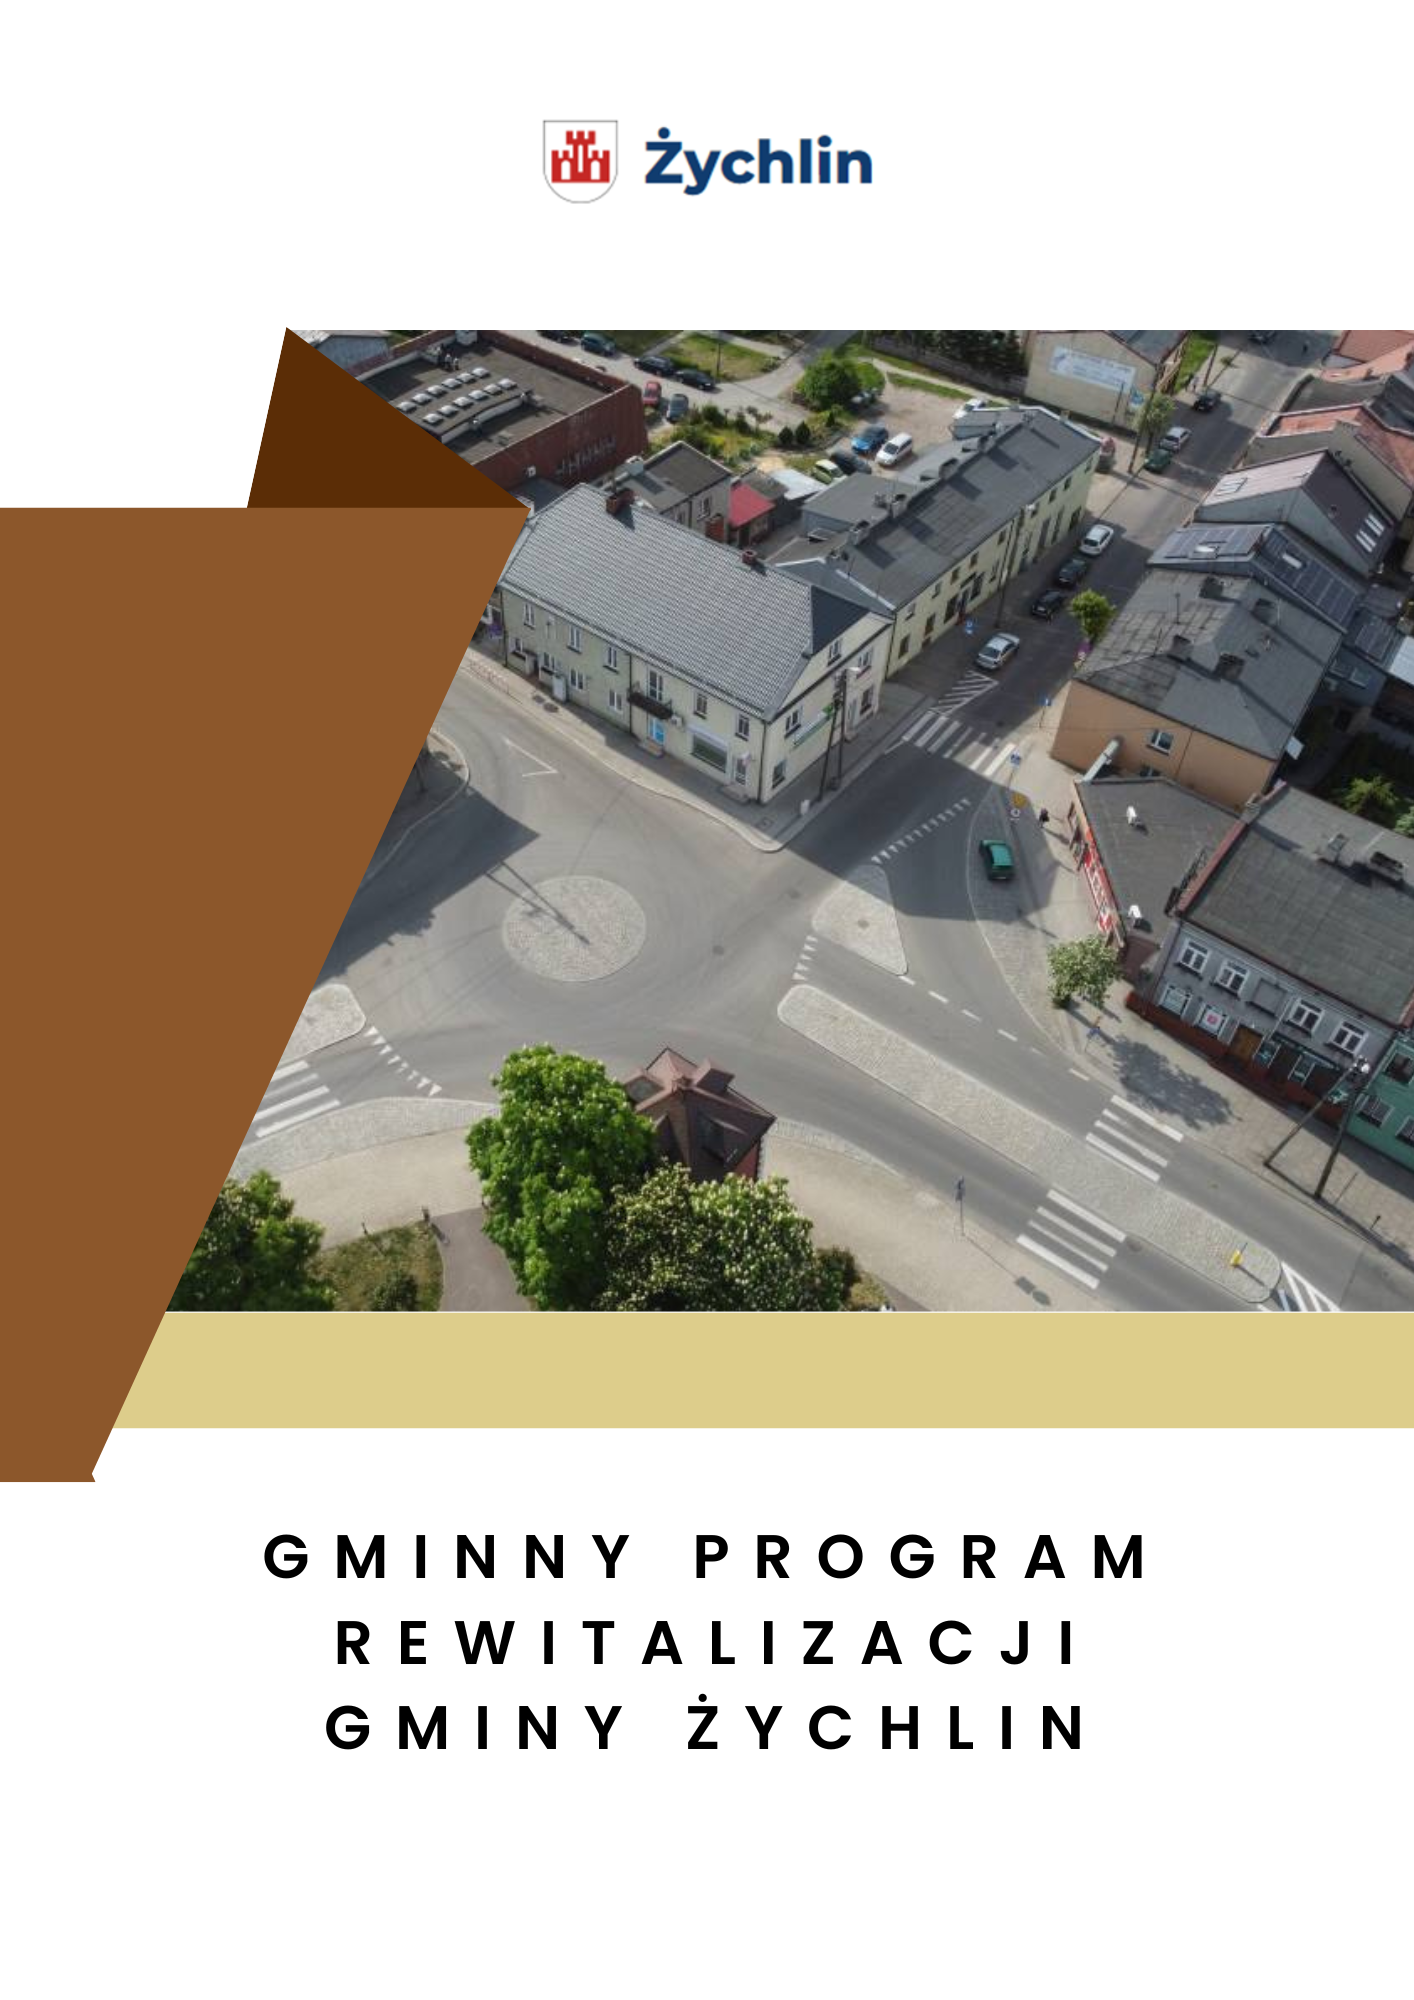 Żychlin
GMINNY PROGRAM
REWITALIZACJI
GMINY ŻYCHLIN